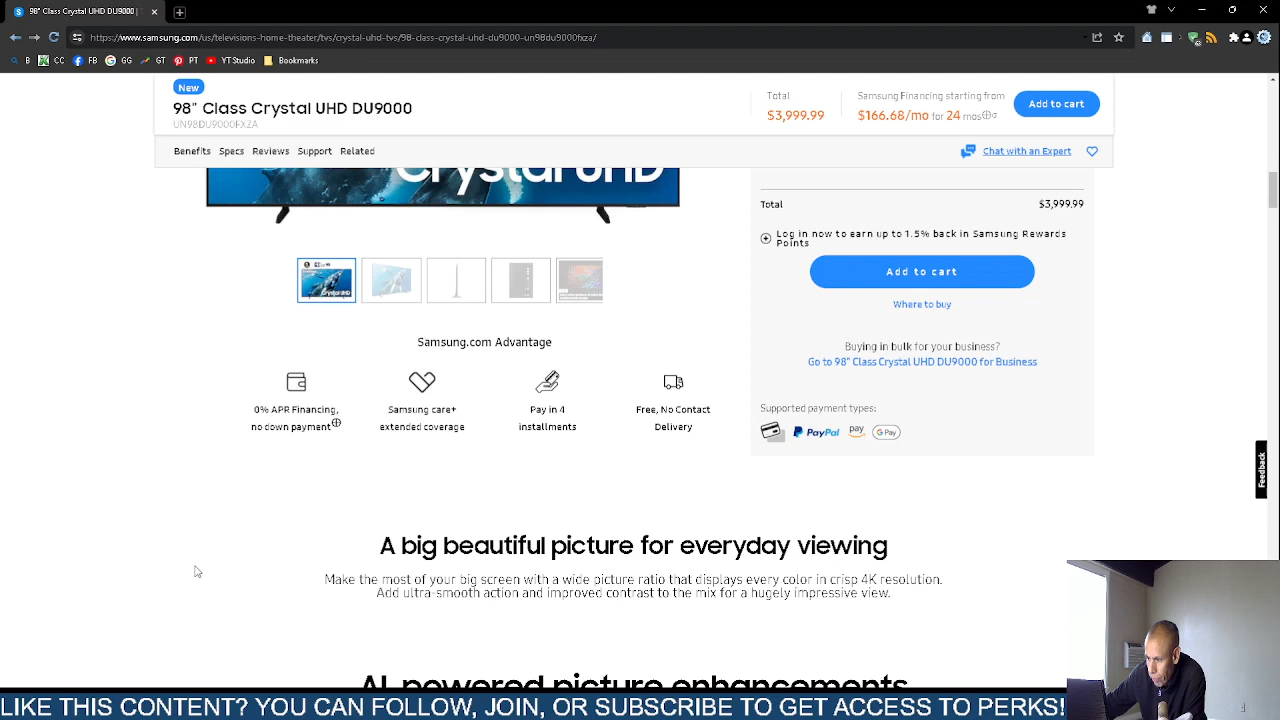 98" Class Crystal UHD DU9000 |
https://www.samsung.com/us/televisions-home-theater/tvs/crystal-uhd-tvs/98-class-crystal-uhd-du9000-un98du9000fxza/
B CC FB GG GT PT YT Studio Bookmarks
New
98" Class Crystal UHD DU9000
UN98DU9000FXZA
Total
$3,999.99
Samsung Financing starting from
$166.68/mo for 24 mos
Add to cart
Benefits Specs Reviews Support Related
Chat with an Expert
Crystal UHD
Total $3,999.99
Log in now to earn up to 1.5% back in Samsung Rewards
Points
Add to cart
Where to buy
Samsung.com Advantage
Buying in bulk for your business?
Go to 98" Class Crystal UHD DU9000 for Business
0% APR Financing,
no down payment
Samsung care+
extended coverage
Pay in 4
installments
Free, No Contact
Delivery
Supported payment types:
PayPal pay G Pay
Feedback
A big beautiful picture for everyday viewing
Make the most of your big screen with a wide picture ratio that displays every color in crisp 4K resolution.
Add ultra-smooth action and improved contrast to the mix for a hugely impressive view.
AI-powered picture enhancements
LIKE THIS CONTENT? YOU CAN FOLLOW, JOIN, OR SUBSCRIBE TO GET ACCESS TO PERKS!